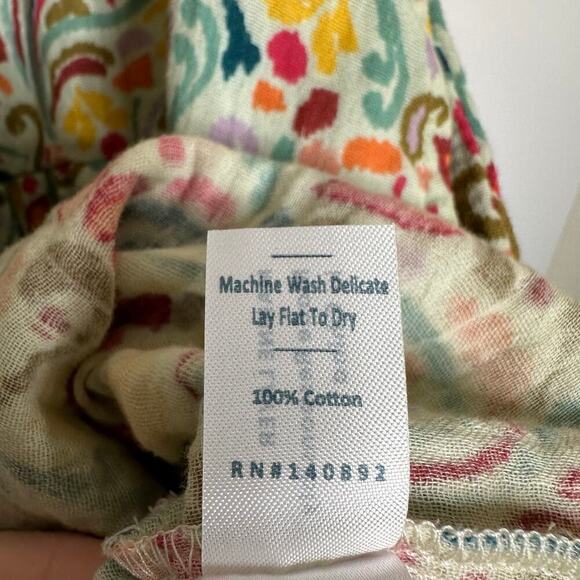 Machine Wash Delicate
Lay Flat To Dry
100% Cotton
RN#140892